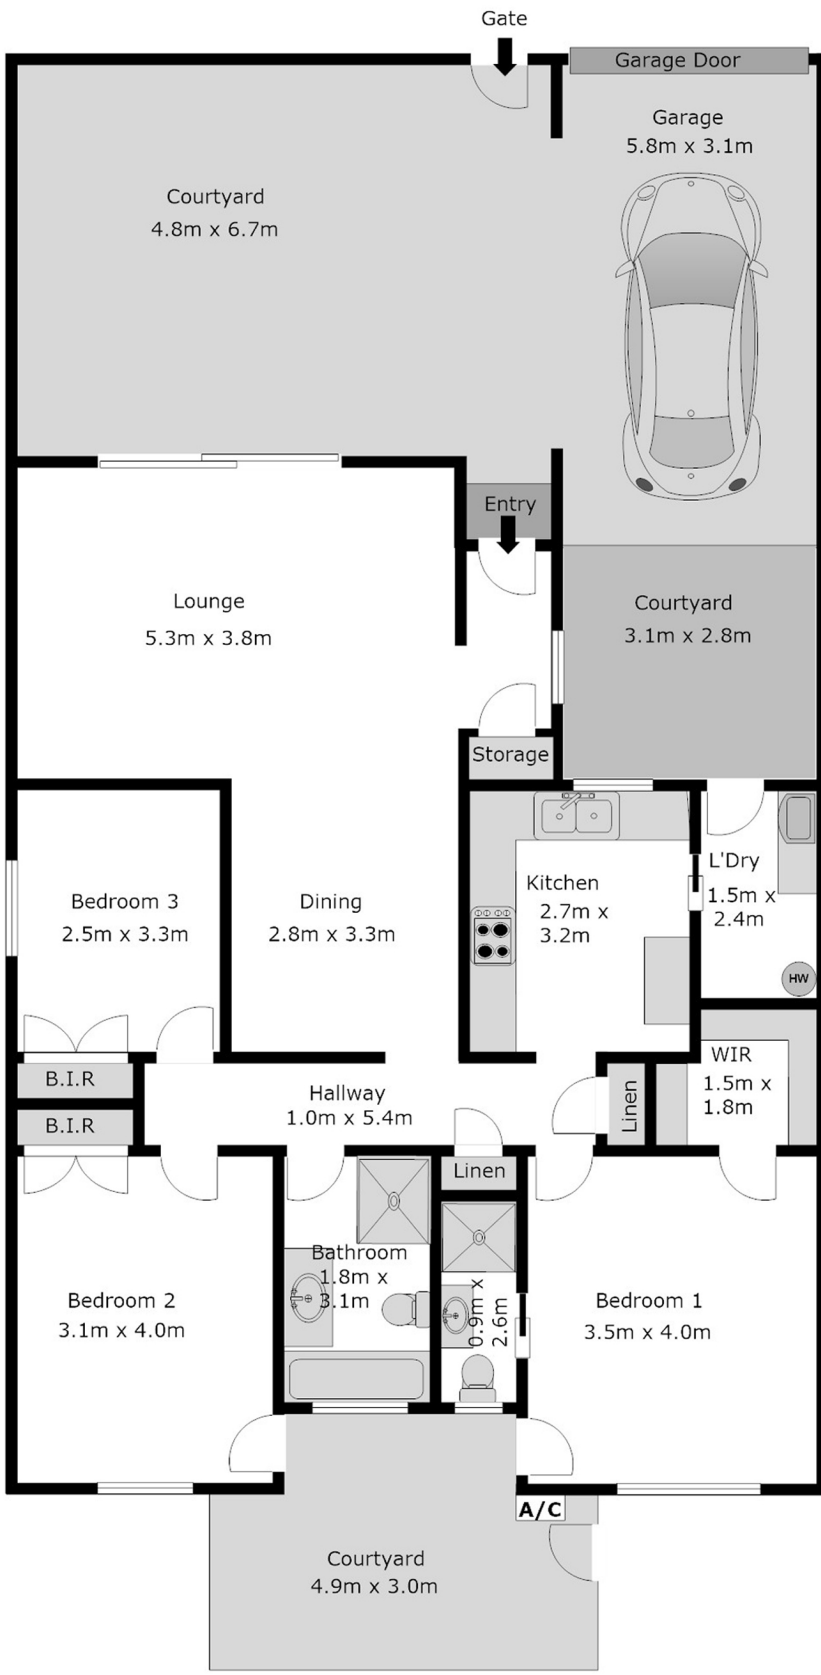 Gate
Garage Door
Garage
5.8m x 3.1m
Courtyard
4.8m x 6.7m
Entry
Lounge
5.3m x 3.8m
Courtyard
3.1m x 2.8m
Storage
Bedroom 3
2.5m x 3.3m
Dining
2.8m x 3.3m
Kitchen
2.7m x
3.2m
L'Dry
1.5m x
2.4m
HW
B.I.R
B.I.R
Hallway
1.0m x 5.4m
Linen
WIR
1.5m x
1.8m
Linen
Bathroom
1.8m x
3.1m
0.9m x
2.6m
Bedroom 2
3.1m x 4.0m
Bedroom 1
3.5m x 4.0m
A/C
Courtyard
4.9m x 3.0m